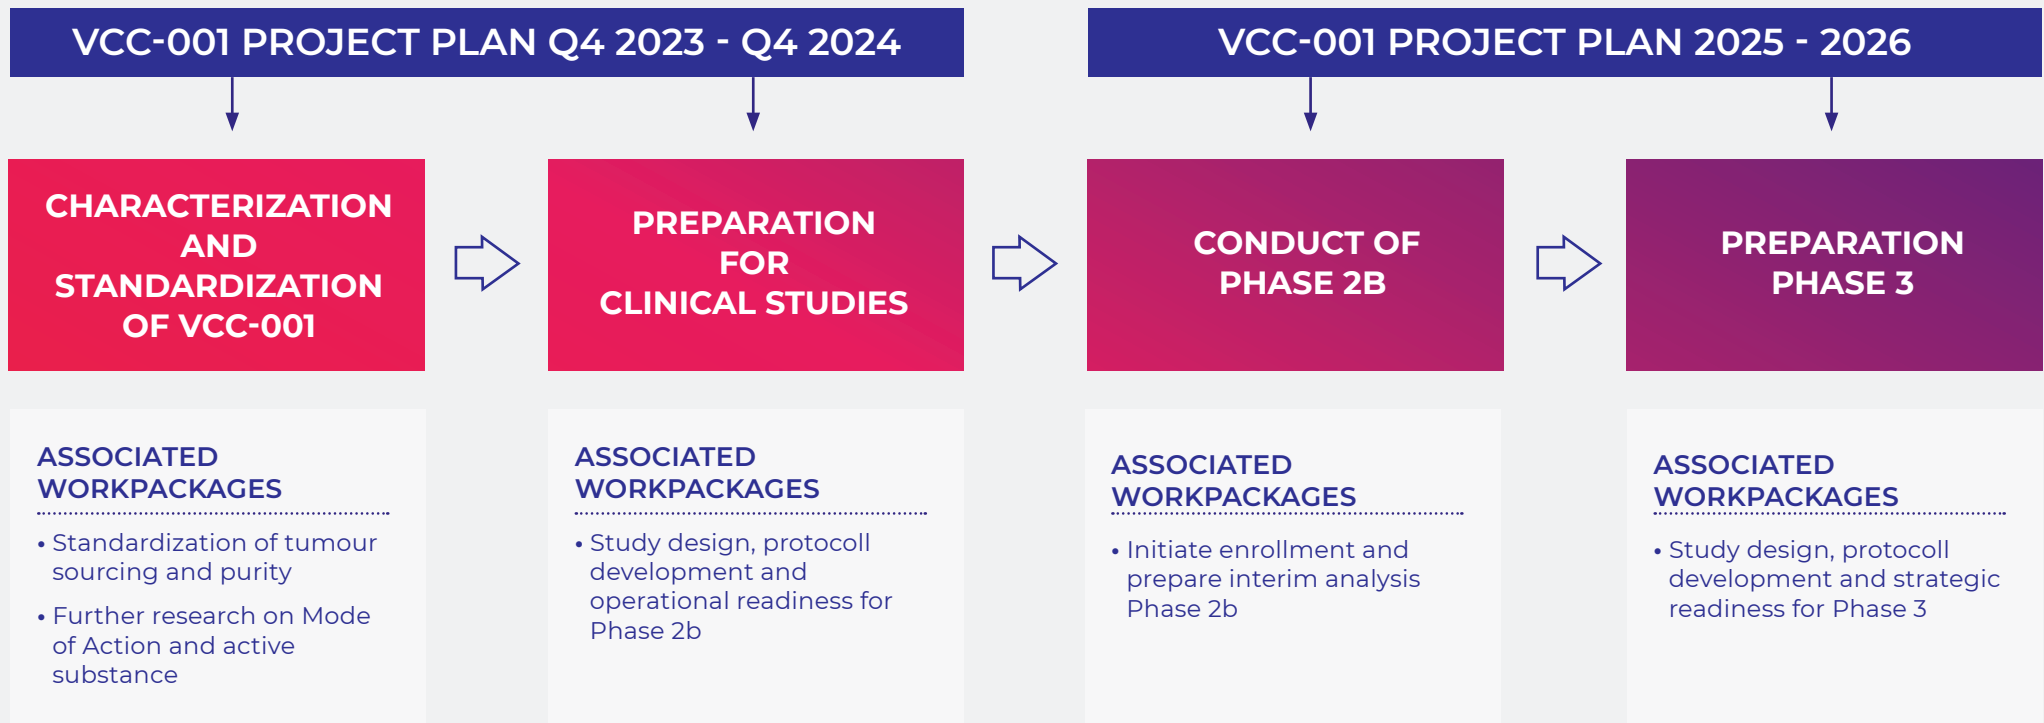 VCC-001 PROJECT PLAN Q4 2023 - Q4 2024
VCC-001 PROJECT PLAN 2025 - 2026
CHARACTERIZATION
AND
STANDARDIZATION
OF VCC-001
PREPARATION
FOR
CLINICAL STUDIES
CONDUCT OF
PHASE 2B
PREPARATION
PHASE 3
ASSOCIATED
WORKPACKAGES
• Standardization of tumour
sourcing and purity
• Further research on Mode
of Action and active
substance
ASSOCIATED
WORKPACKAGES
• Study design, protocoll
development and
operational readiness for
Phase 2b
ASSOCIATED
WORKPACKAGES
• Initiate enrollment and
prepare interim analysis
Phase 2b
ASSOCIATED
WORKPACKAGES
• Study design, protocoll
development and strategic
readiness for Phase 3